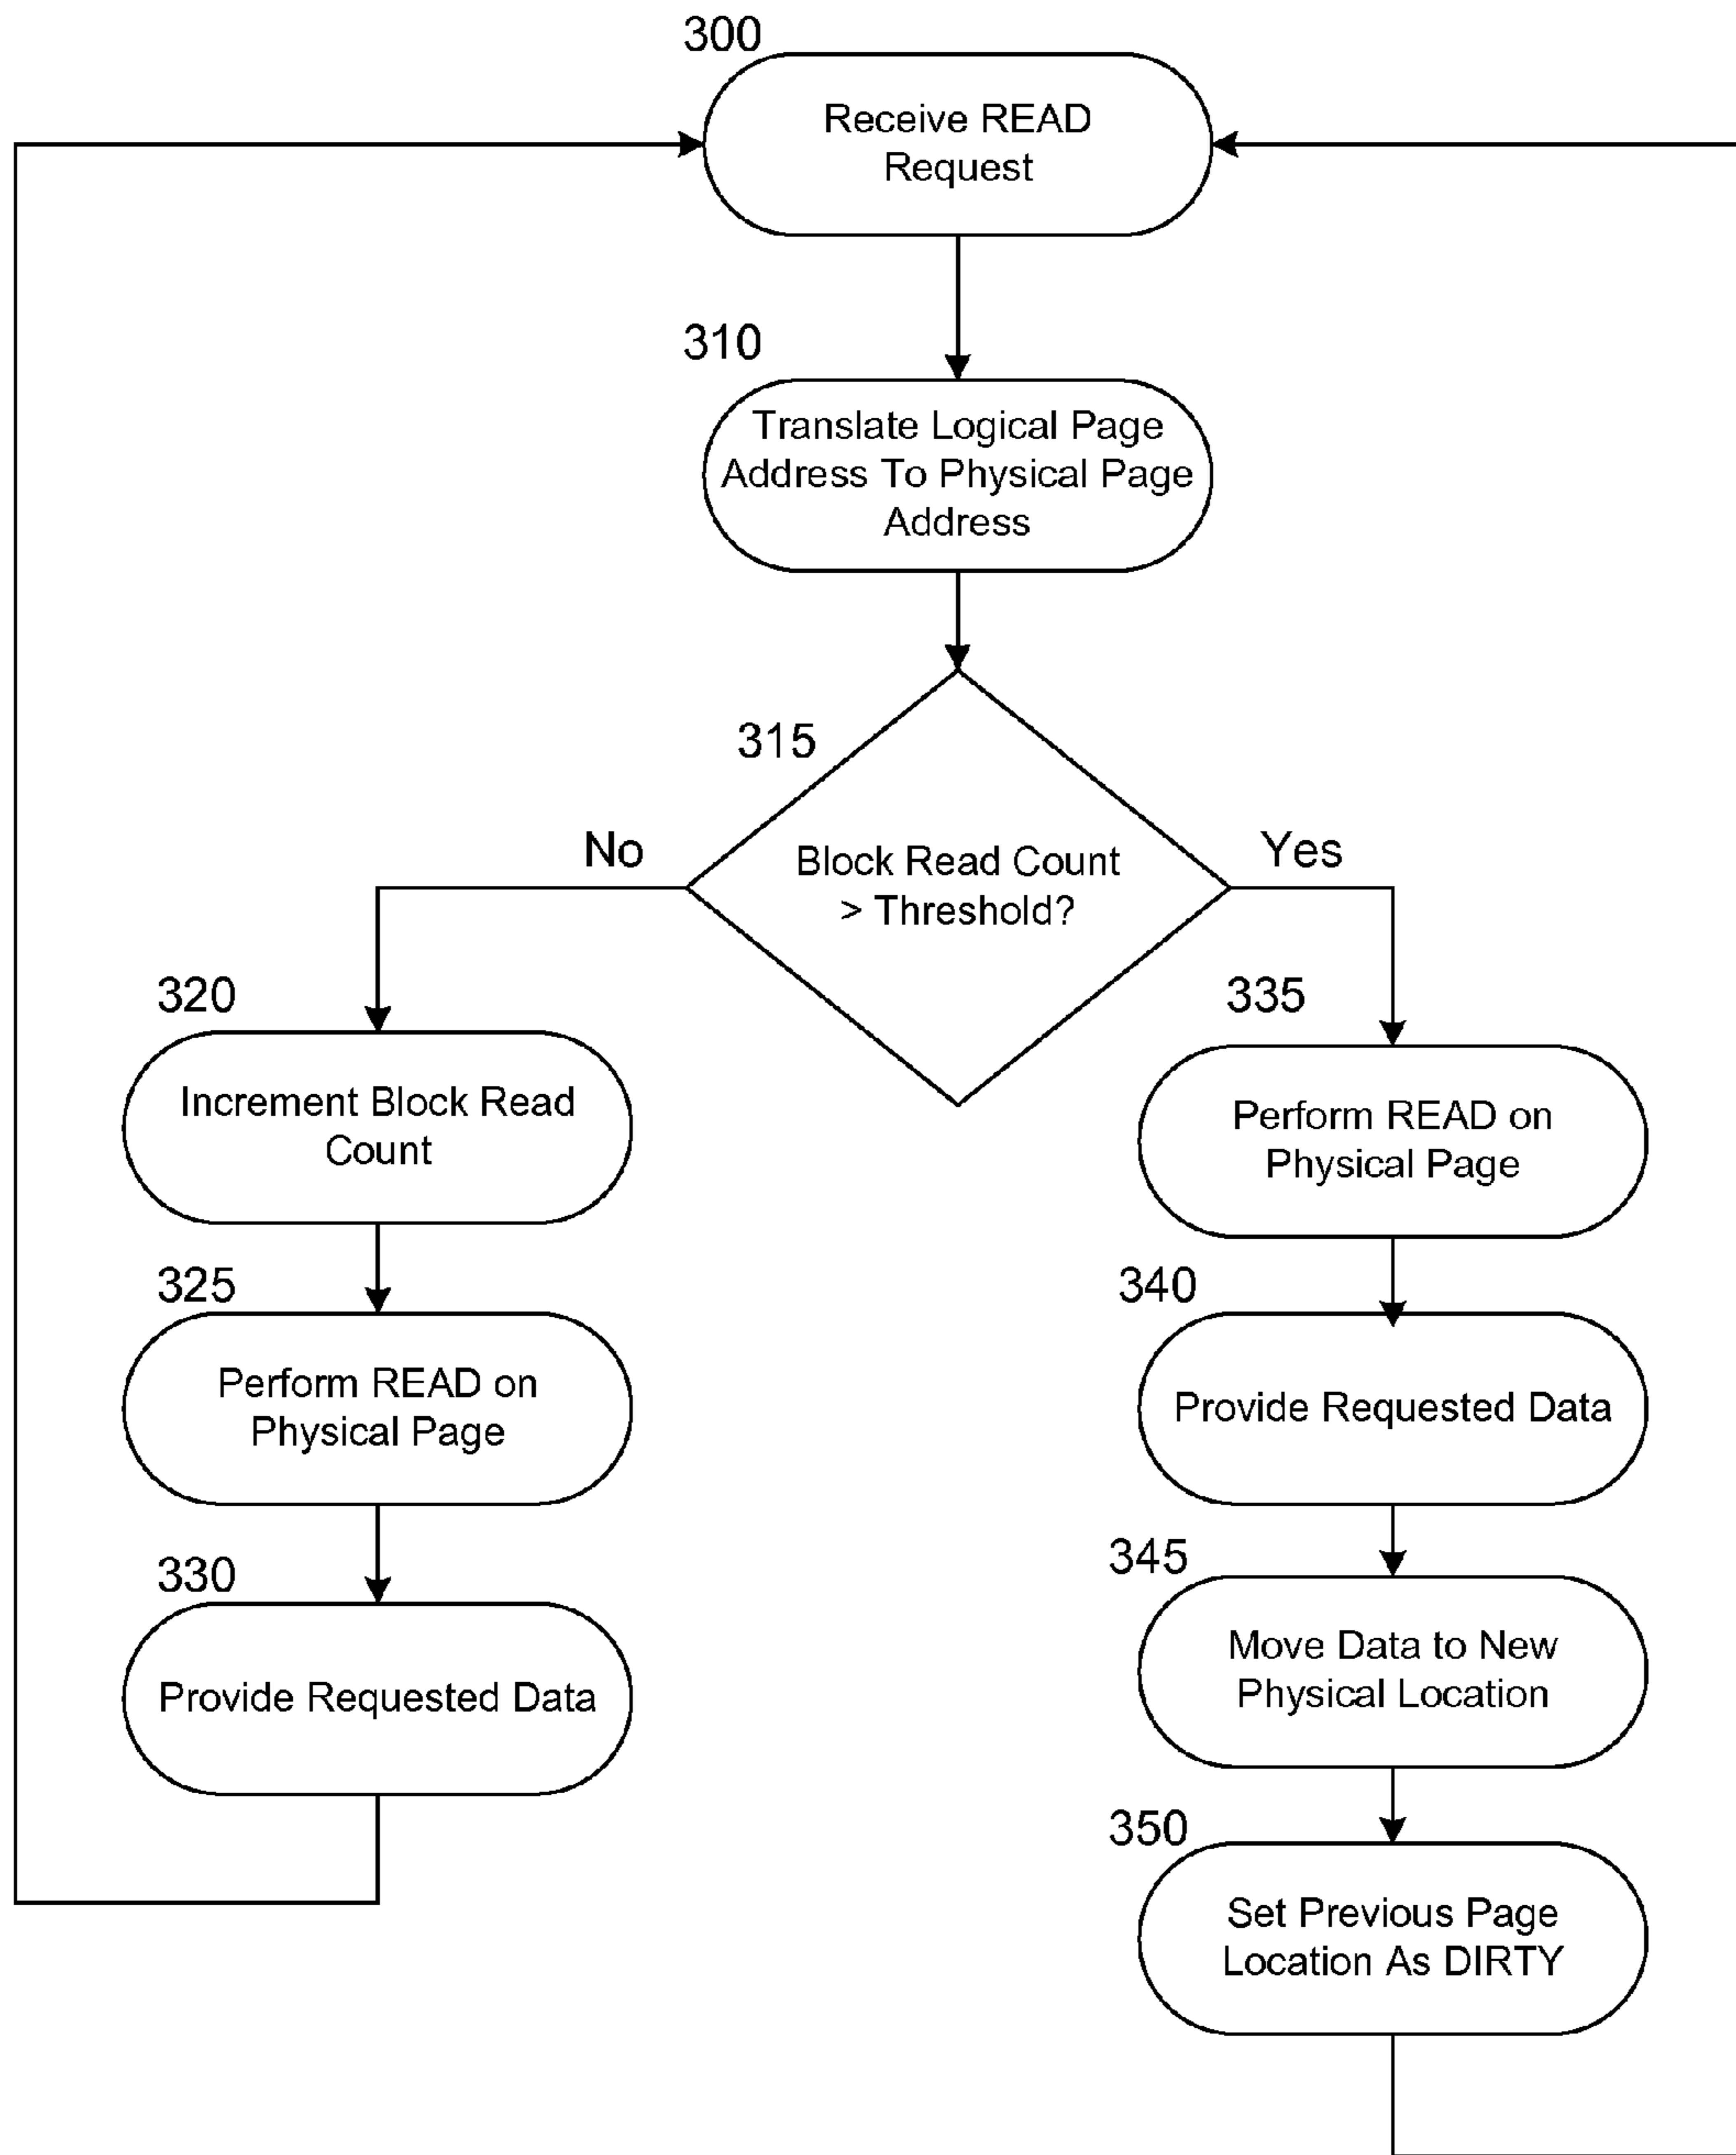 300
Receive READ
Request
310
Translate Logical Page
Address To Physical Page
Address
315
No
Block Read Count
> Threshold?
Yes
320
Increment Block Read
Count
325
Perform READ on
Physical Page
330
Provide Requested Data
335
Perform READ on
Physical Page
340
Provide Requested Data
345
Move Data to New
Physical Location
350
Set Previous Page
Location As DIRTY